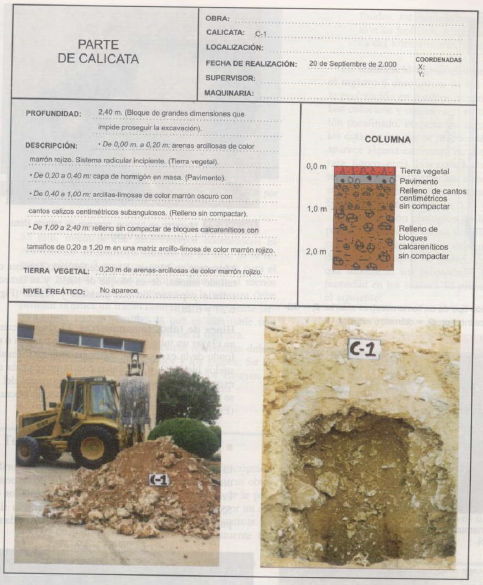 PARTE
DE CALICATA
OBRA:
CALICATA: C-1
LOCALIZACIÓN:
FECHA DE REALIZACIÓN: 20 de Septiembre de 2.000
COORDENADAS
X:
Y:
SUPERVISOR:
MAQUINARIA:
PROFUNDIDAD: 2,40 m. (Bloque de grandes dimensiones que
impide proseguir la excavación).
DESCRIPCIÓN: • De 0,00 m. a 0,20 m: arenas arcillosas de color
marrón rojizo. Sistema radicular incipiente. (Tierra vegetal).
• De 0,20 a 0,40 m: capa de hormigón en masa. (Pavimento).
• De 0,40 a 1,00 m: arcillas-limosas de color marrón oscuro con
cantos calizos centimétricos subangulosos. (Relleno sin compactar).
• De 1,00 a 2,40 m: relleno sin compactar de bloques calcareníticos con
tamaños de 0,20 a 1,20 m en una matriz arcillo-limosa de color marrón rojizo.
TIERRA VEGETAL: 0,20 m de arenas-arcillosas de color marrón rojizo.
NIVEL FREÁTICO: No aparece.
COLUMNA
0,0 m
1,0 m
2,0 m
Tierra vegetal
Pavimento
Relleno de cantos
centimétricos
sin compactar
Relleno de
bloques
calcareníticos
sin compactar
C-1
C-1